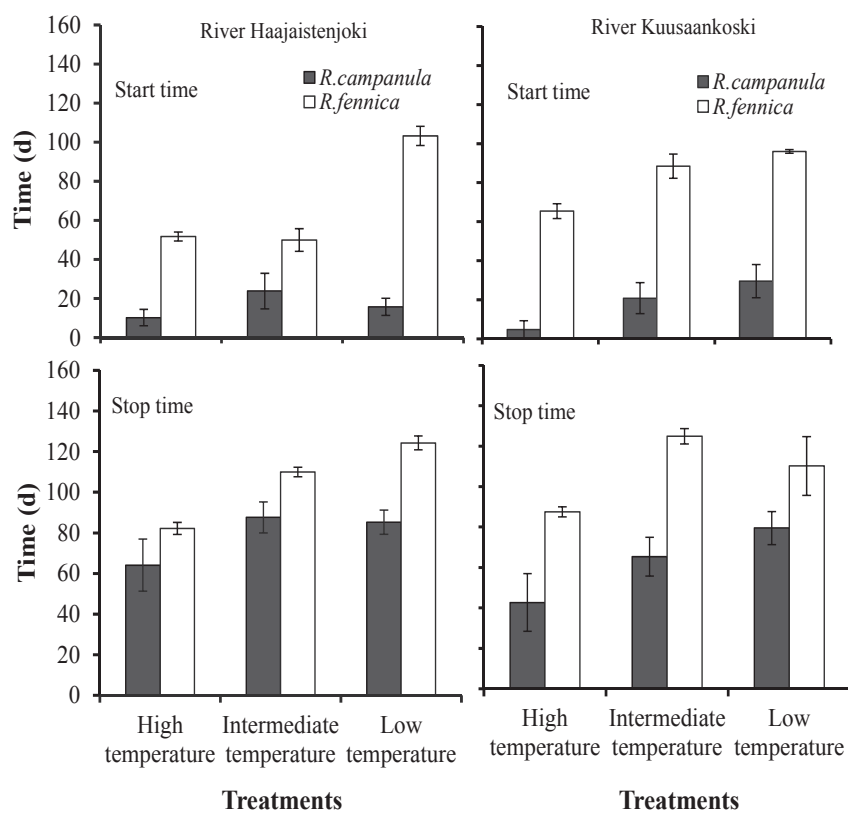 River Haajaistenjoki
River Kuusaankoski
160
140
120
100
80
60
40
20
0
Time (d)
Start time
R.campanula
R.fennica
Start time
R.campanula
R.fennica
160
140
120
100
80
60
40
20
0
Time (d)
Stop time
Stop time
High
temperature
Intermediate
temperature
Low
temperature
High
temperature
Intermediate
temperature
Low
temperature
Treatments
Treatments